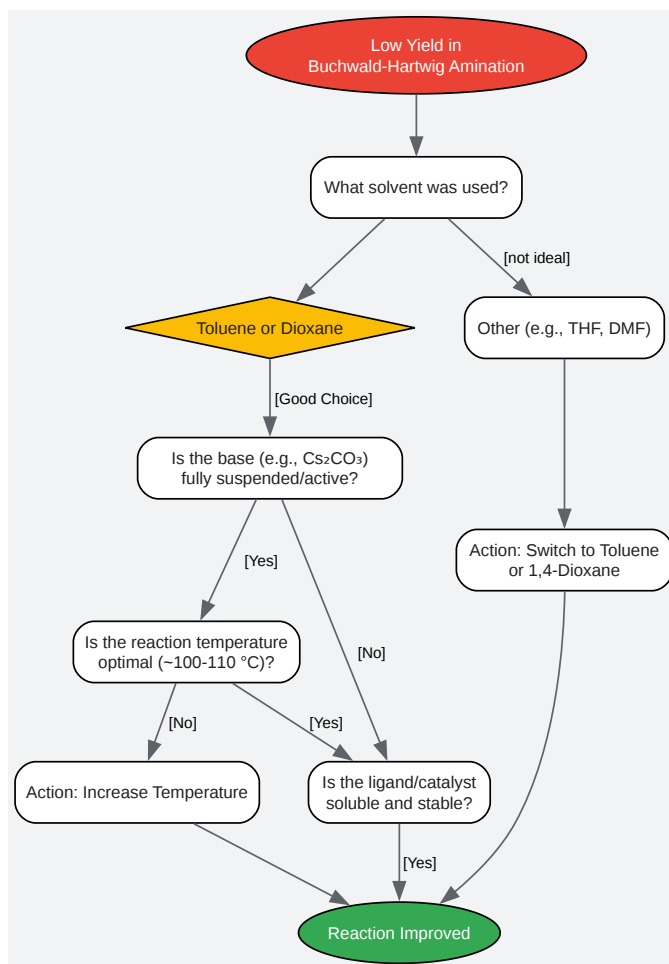 Low Yield in
Buchwald-Hartwig Amination
What solvent was used?
[not ideal]
Toluene or Dioxane
Other (e.g., THF, DMF)
[Good Choice]
Is the base (e.g., Cs₂CO₃)
fully suspended/active?
Action: Switch to Toluene
or 1,4-Dioxane
[Yes]
Is the reaction temperature
optimal (~100-110 °C)?
[No]
[No]
[Yes]
Action: Increase Temperature
Is the ligand/catalyst
soluble and stable?
[Yes]
Reaction Improved